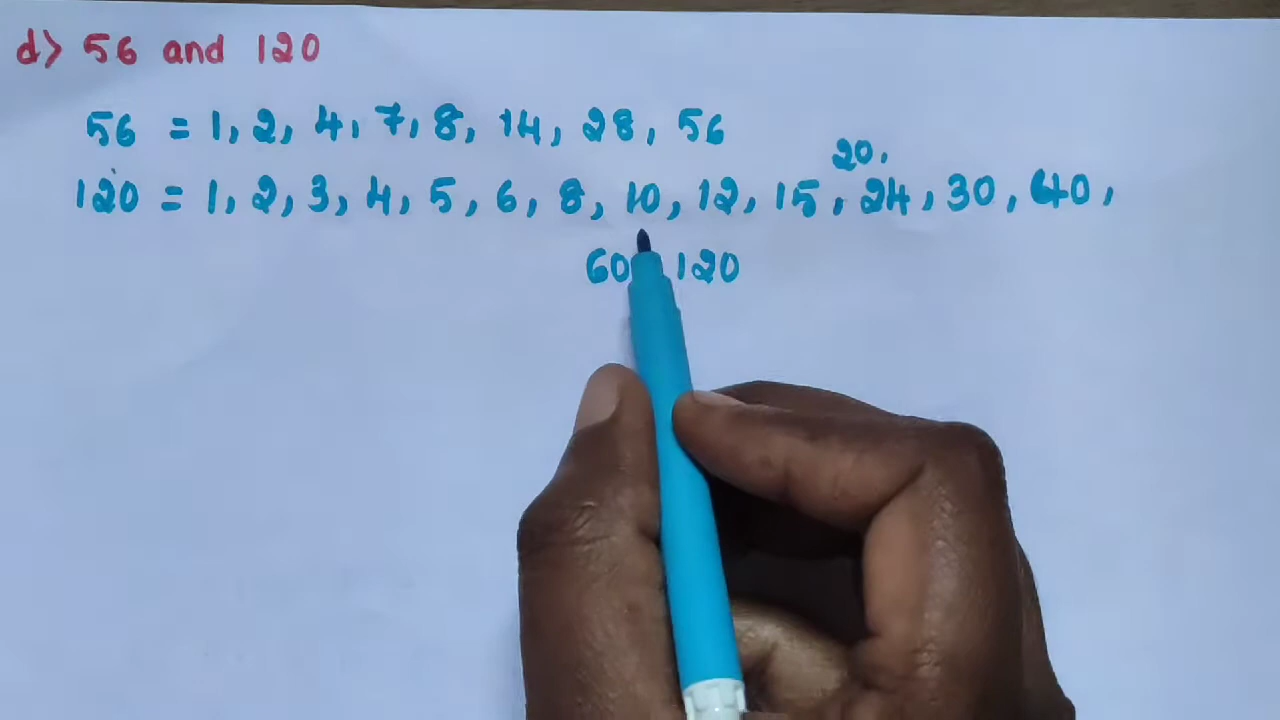 d> 56 and 120
56 = 1, 2, 4, 7, 8, 14, 28, 56
20,
120 = 1, 2, 3, 4, 5, 6, 8, 10, 12, 15, 24, 30, 40,
60 120